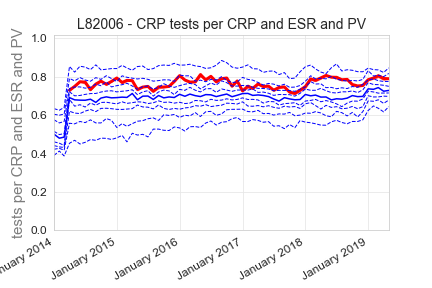 L82006 - CRP tests per CRP and ESR and PV
tests per CRP and ESR and PV
1.0
0.8
0.6
0.4
0.2
0.0
2014
January 2015
January 2016
January 2017
January 2018
January 2019